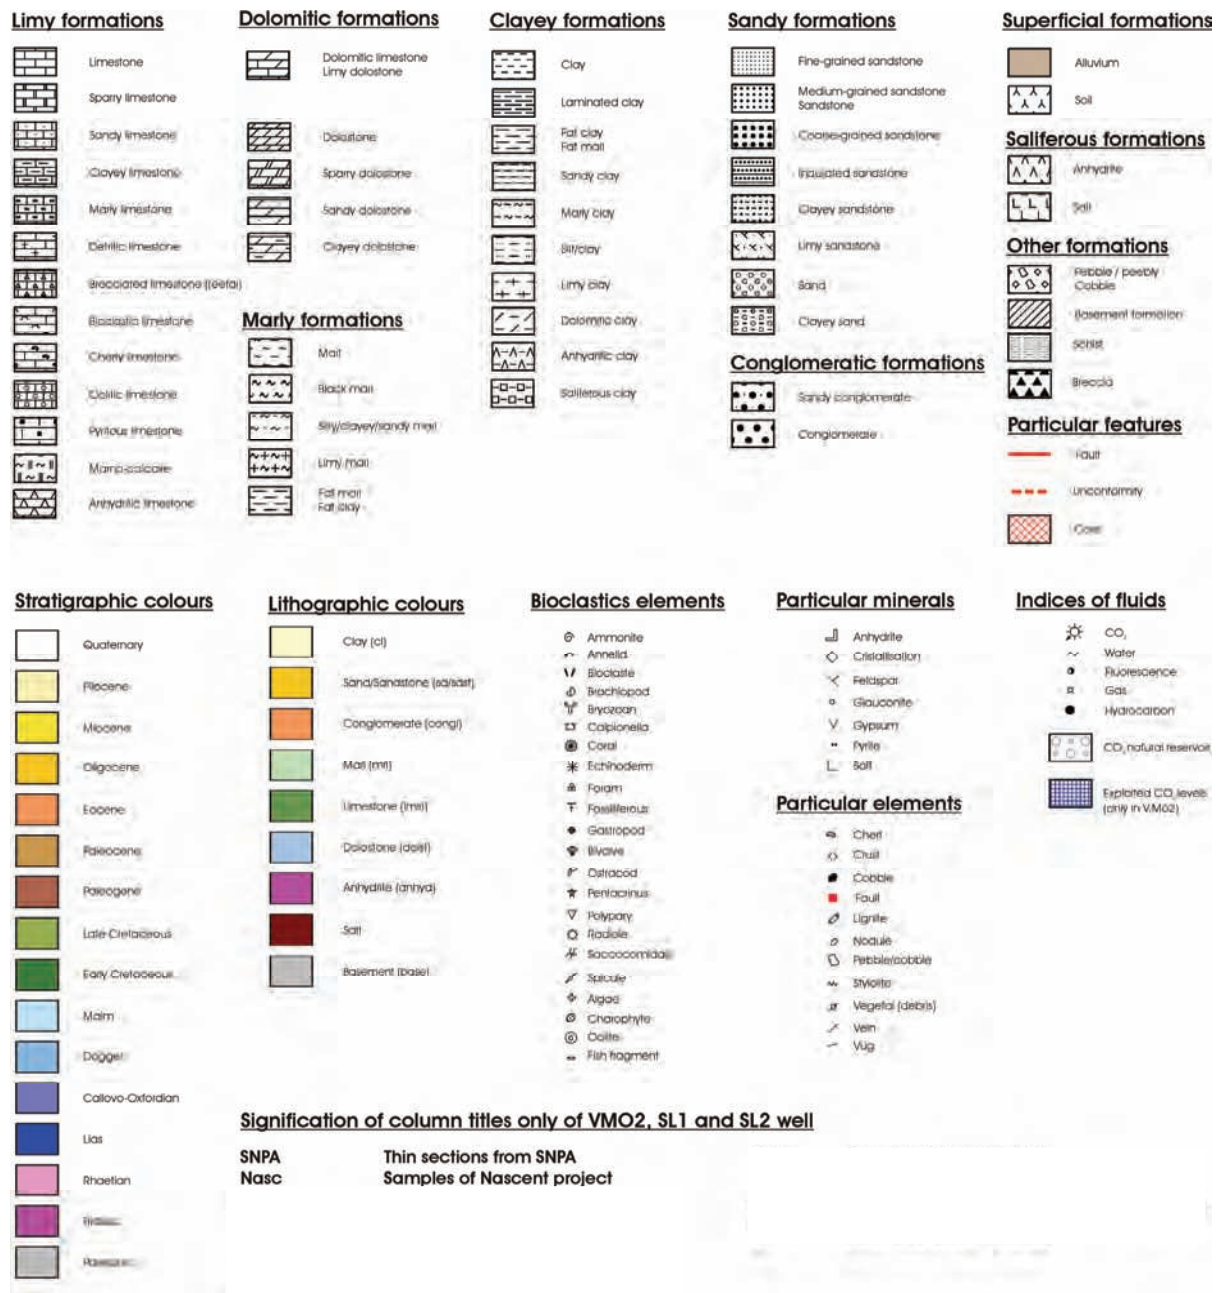 Limy formations
Limestone
Sparry limestone
Sandy limestone
Clayey limestone
Marly limestone
Detritic limestone
Brecciated limestone (reefal)
Bioclastic limestone
Cherty limestone
Oolitic limestone
Pyritous limestone
Marno-calcaire
Anhydritic limestone
Dolomitic formations
Dolomitic limestone
Limy dolostone
Dolostone
Sparry dolostone
Sandy dolostone
Clayey dolostone
Marly formations
Marl
Black marl
Silty/clayey/sandy marl
Limy marl
Fat marl
Fat clay
Clayey formations
Clay
Laminated clay
Fat clay
Fat marl
Sandy clay
Marly clay
Silt/clay
Limy clay
Dolomitic clay
Anhydritic clay
Saliferous clay
Sandy formations
Fine-grained sandstone
Medium-grained sandstone
Sandstone
Coarse-grained sandstone
sandstone
Clayey sandstone
Limy sandstone
Sand
Clayey sand
Conglomeratic formations
Sandy conglomerate
Conglomerate
Superficial formations
Alluvium
Soil
Saliferous formations
Anhydrite
Salt
Other formations
Pebble / peebly
Cobble
Basement formation
Schist
Breccia
Particular features
Fault
Unconformity
Core
Stratigraphic colours
Quaternary
Pliocene
Miocene
Oligocene
Eocene
Paleocene
Paleogene
Late Cretaceous
Early Cretaceous
Malm
Dogger
Callovo-Oxfordian
Lias
Rhaetian
Lithographic colours
Clay (cl)
Sand/Sandstone (sa/sast)
Conglomerate (congl)
Marl (mrl)
Limestone (lmst)
Dolostone (dolst)
Anhydrite (anhyd)
Salt
Basement (base)
Bioclastics elements
Ammonite
Annelid
Bioclaste
Brachiopod
Bryozoan
Calpionella
Coral
Echinoderm
Foram
Fossiliferous
Gastropod
Bivalve
Ostracod
Pentacrinus
Polypary
Radiole
Saccocomidae
Spicule
Algae
Charophyte
Oolite
Fish fragment
Particular minerals
Anhydrite
Cristallisation
Feldspar
Glauconite
Gypsum
Pyrite
Salt
Particular elements
Chert
Crust
Cobble
Fault
Lignite
Nodule
Pebble/cobble
Stylolite
Vegetal (debris)
Vein
Vug
Indices of fluids
CO₂
Water
Fluorescence
Gas
Hydrocarbon
CO₂ natural reservoir
Exploited CO₂ levels
(only in V.Mo2)
Signification of column titles only of VMO2, SL1 and SL2 well
SNPA Thin sections from SNPA
Nasc Samples of Nascent project